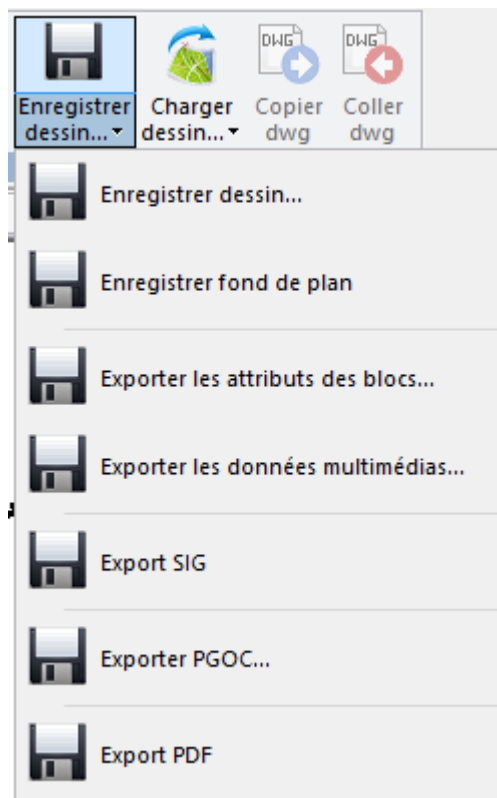 DWG DWG
Enregistrer Charger Copier Coller
dessin... dessin... dwg dwg
Enregistrer dessin...
Enregistrer fond de plan
Exporter les attributs des blocs...
Exporter les données multimédias...
Export SIG
Exporter PGOC...
Export PDF